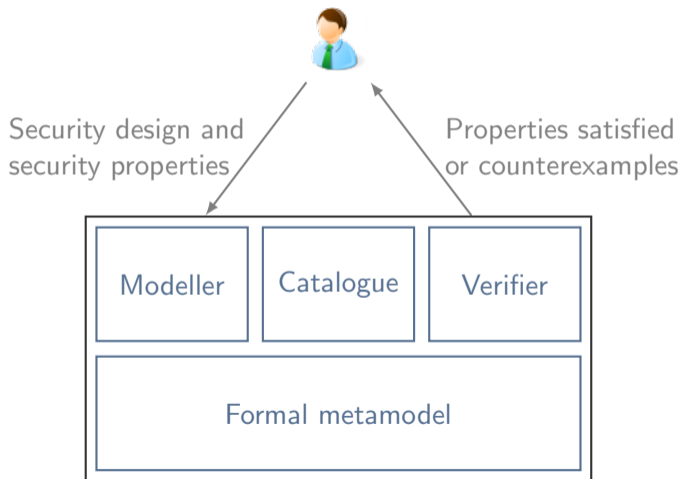 Security design and
security properties
Properties satisfied
or counterexamples
Modeller
Catalogue
Verifier
Formal metamodel